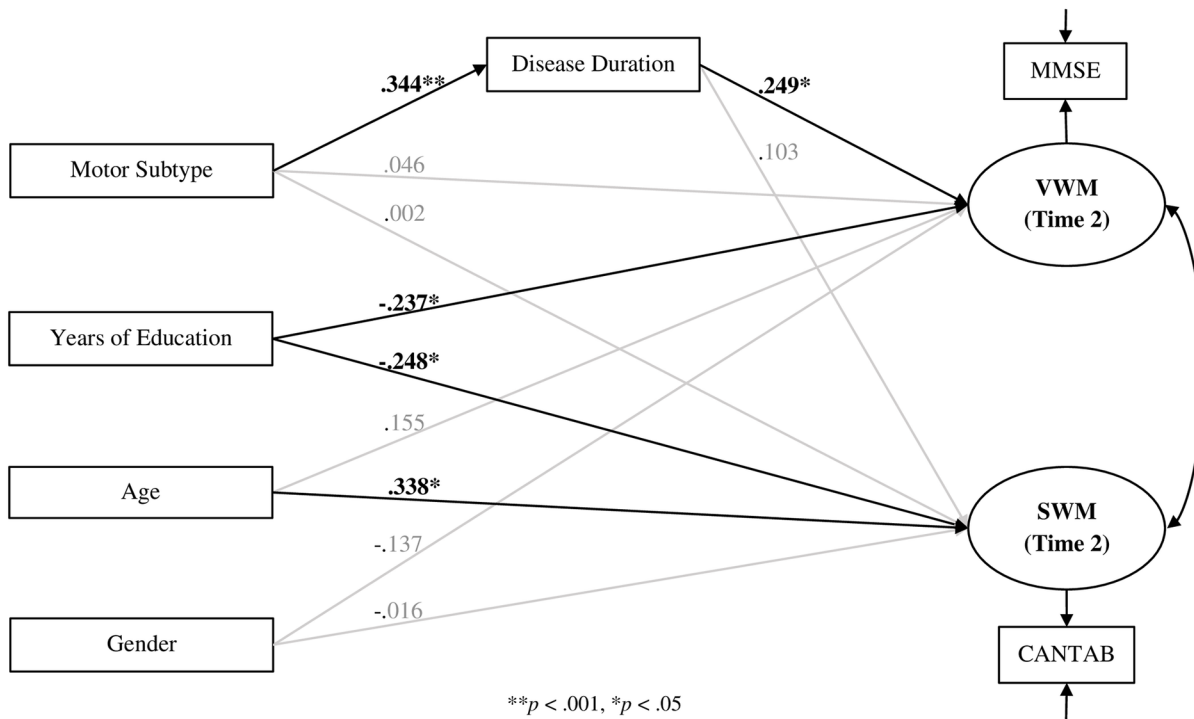 Disease Duration
MMSE
.344**
.249*
Motor Subtype
.046
.103
VWM
(Time 2)
.002
-.237*
Years of Education
-.248*
.155
Age
.338*
SWM
(Time 2)
-.137
-.016
Gender
CANTAB
**p < .001, *p < .05